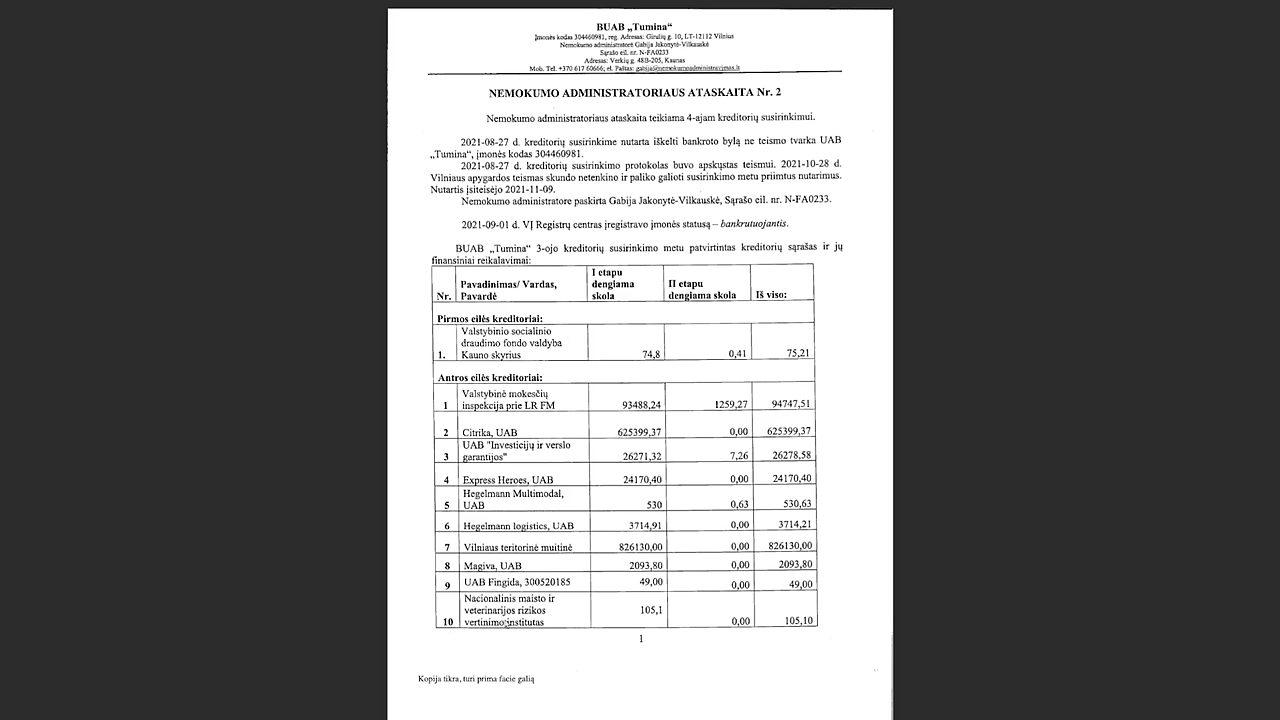 BUAB „Tumina“
Įmonės kodas 304460981, reg. Adresas: Girulių g. 10, LT-12112 Vilnius
Nemokumo administratorė Gabija Jakonytė-Vilkauskė
Sąrašo eil. nr. N-FA0233
Adresas: Verkių g. 48B-205, Kaunas
Mob. Tel. +370 617 60666; el. Paštas: gabija@nemokumoadministravimas.lt
NEMOKUMO ADMINISTRATORIAUS ATASKAITA Nr. 2
Nemokumo administratoriaus ataskaita teikiama 4-ajam kreditorių susirinkimui.
2021-08-27 d. kreditorių susirinkime nutarta iškelti bankroto bylą ne teismo tvarka UAB
„Tumina“, įmonės kodas 304460981.
2021-08-27 d. kreditorių susirinkimo protokolas buvo apskųstas teismui. 2021-10-28 d.
Vilniaus apygardos teismas skundo netenkino ir paliko galioti susirinkimo metu priimtus nutarimus.
Nutartis įsiteisėjo 2021-11-09.
Nemokumo administratore paskirta Gabija Jakonytė-Vilkauskė, Sąrašo eil. nr. N-FA0233.
2021-09-01 d. VĮ Registrų centras įregistravo įmonės statusą – bankrutuojantis.
BUAB „Tumina“ 3-ojo kreditorių susirinkimo metu patvirtintas kreditorių sąrašas ir jų
finansiniai reikalavimai:
Nr. Pavadinimas/ Vardas, Pavardė I etapu dengiama skola II etapu dengiama skola Iš viso:
Pirmos eilės kreditoriai:
1. Valstybinio socialinio draudimo fondo valdyba Kauno skyrius 74,8 0,41 75,21
Antros eilės kreditoriai:
1 Valstybinė mokesčių inspekcija prie LR FM 93488,24 1259,27 94747,51
2 Citrika, UAB 625399,37 0,00 625399,37
3 UAB "Investicijų ir verslo garantijos" 26271,32 7,26 26278,58
4 Express Heroes, UAB 24170,40 0,00 24170,40
5 Hegelmann Multimodal, UAB 530 0,63 530,63
6 Hegelmann logistics, UAB 3714,91 0,00 3714,21
7 Vilniaus teritorinė muitinė 826130,00 0,00 826130,00
8 Magiva, UAB 2093,80 0,00 2093,80
9 UAB Fingida, 300520185 49,00 0,00 49,00
10 Nacionalinis maisto ir veterinarijos rizikos vertinimo institutas 105,1 0,00 105,10
1
Kopija tikra, turi prima facie galią